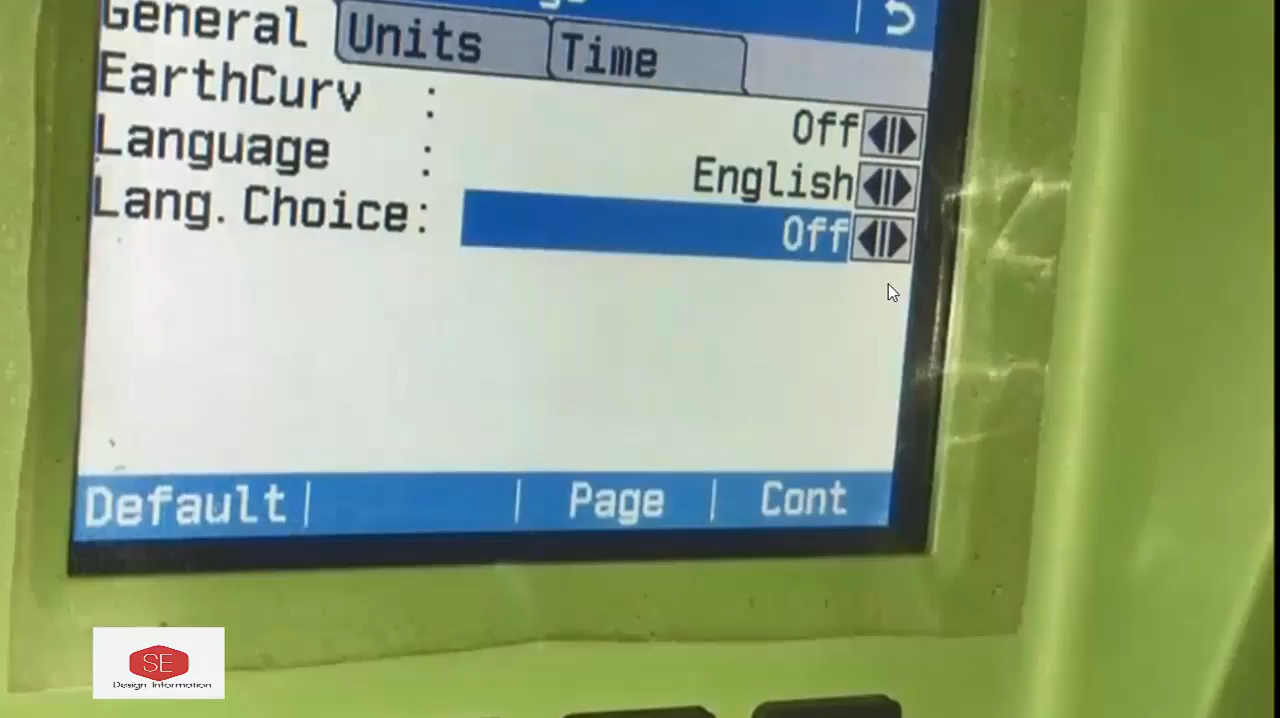 General Units Time
EarthCurv : Off
Language : English
Lang. Choice: Off
Default | | Page | Cont
SE
Design Information